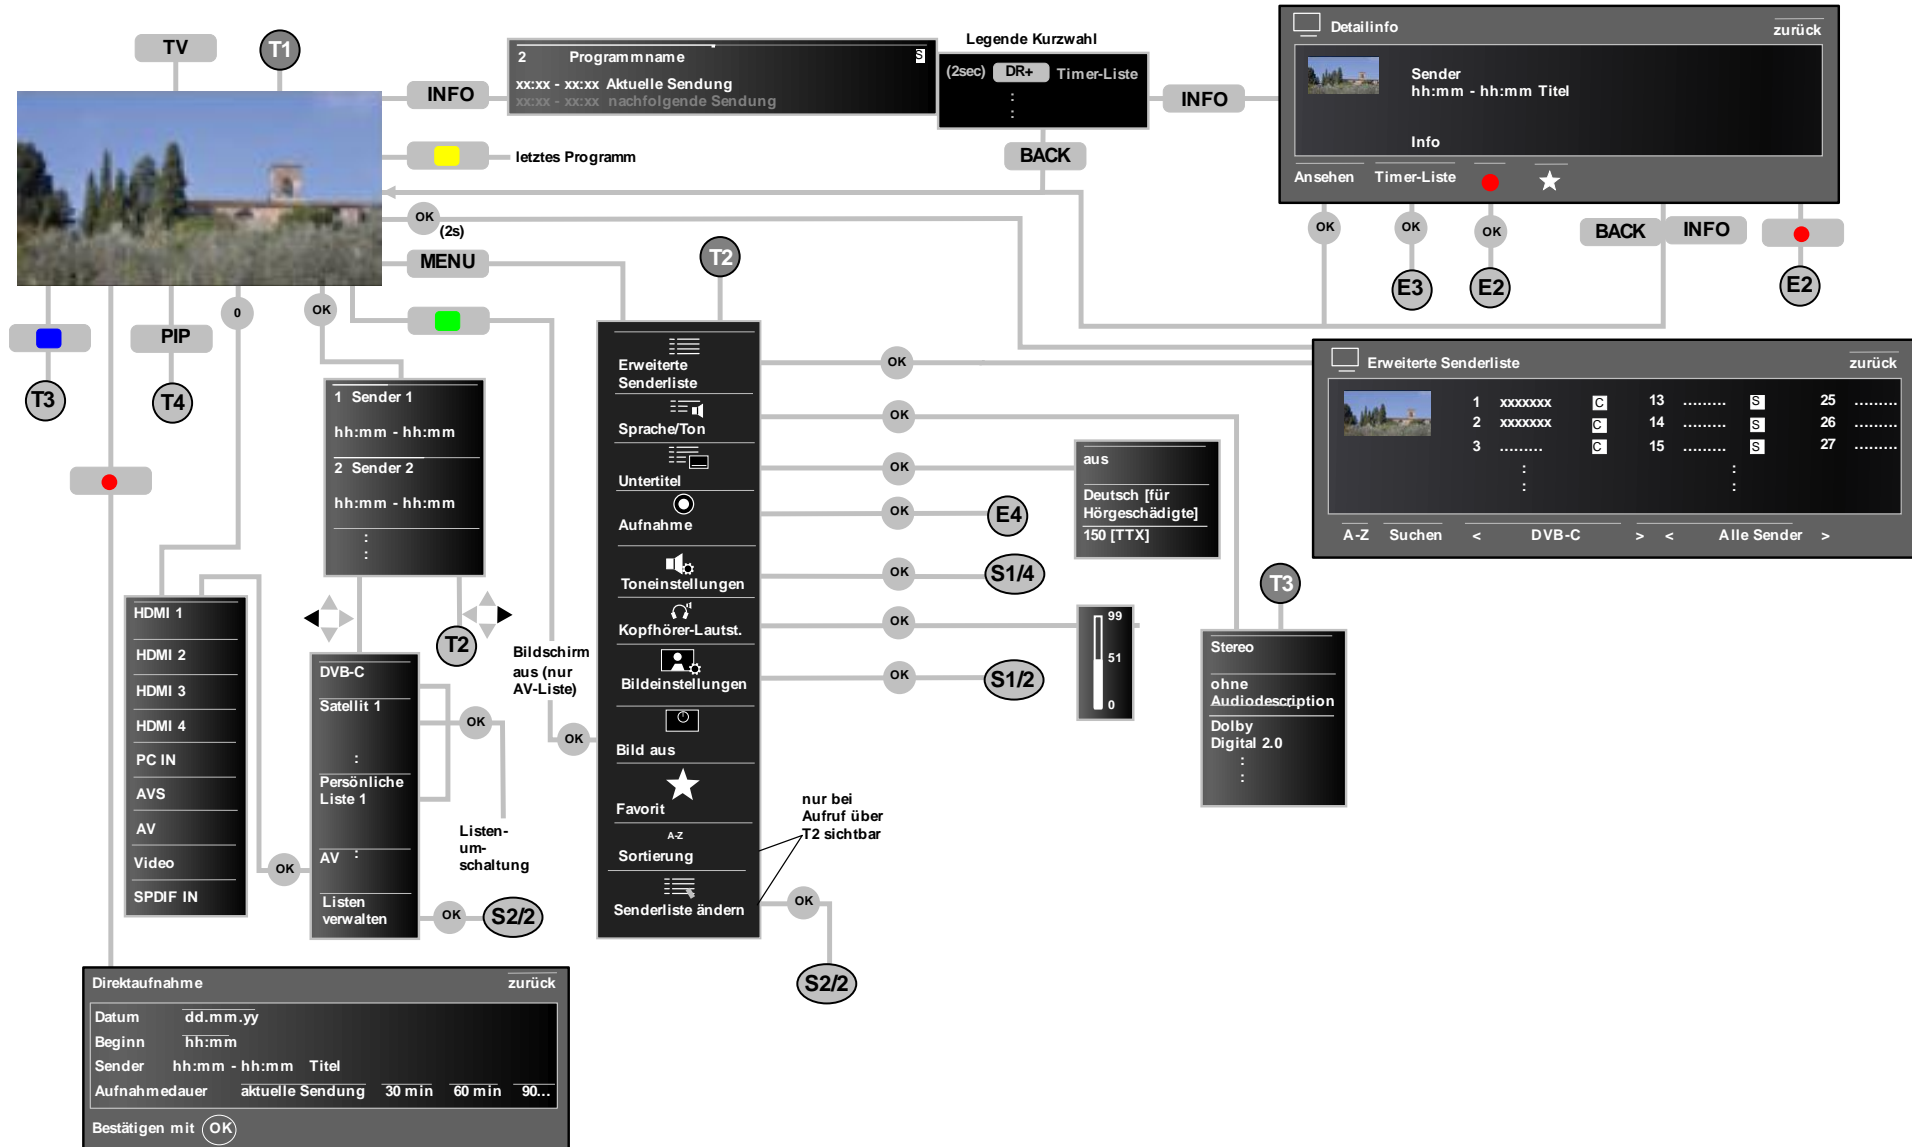 TV
T1
INFO
2 Programmname S
xx:xx - xx:xx Aktuelle Sendung
xx:xx - xx:xx nachfolgende Sendung
Legende Kurzwahl
(2sec) DR+ Timer-Liste
:
:
INFO
BACK
letztes Programm
OK
(2s)
MENU
Detailinfo
zurück
Sender
hh:mm - hh:mm Titel
Info
Ansehen
Timer-Liste
OK
OK
OK
BACK
INFO
E3
E2
E2
T2
0
OK
PIP
T3
T4
1 Sender 1
hh:mm - hh:mm
2 Sender 2
hh:mm - hh:mm
:
:
T2
HDMI 1
HDMI 2
HDMI 3
HDMI 4
PC IN
AVS
AV
Video
SPDIF IN
OK
DVB-C
Satellit 1
:
Persönliche
Liste 1
:
AV
Listen
verwalten
OK
Listen-
um-
schaltung
OK
S2/2
Bildschirm
aus (nur
AV-Liste)
OK
Erweiterte
Senderliste
Sprache/Ton
Untertitel
Aufnahme
Toneinstellungen
Kopfhörer-Lautst.
Bildeinstellungen
Bild aus
Favorit
A-Z
Sortierung
Senderliste ändern
OK
OK
OK
OK
E4
OK
S1/4
OK
OK
S1/2
nur bei
Aufruf über
T2 sichtbar
OK
S2/2
aus
Deutsch [für
Hörgeschädigte]
150 [TTX]
99
51
0
T3
Stereo
ohne
Audiodescription
Dolby
Digital 2.0
:
:
Erweiterte Senderliste
zurück
1 xxxxxxx C 13 ......... S 25 .........
2 xxxxxxx C 14 ......... S 26 .........
3 ......... C 15 ......... S 27 .........
: :
: :
A-Z Suchen < DVB-C > < Alle Sender >
Direktaufnahme
zurück
Datum dd.mm.yy
Beginn hh:mm
Sender hh:mm - hh:mm Titel
Aufnahmedauer aktuelle Sendung 30 min 60 min 90...
Bestätigen mit OK